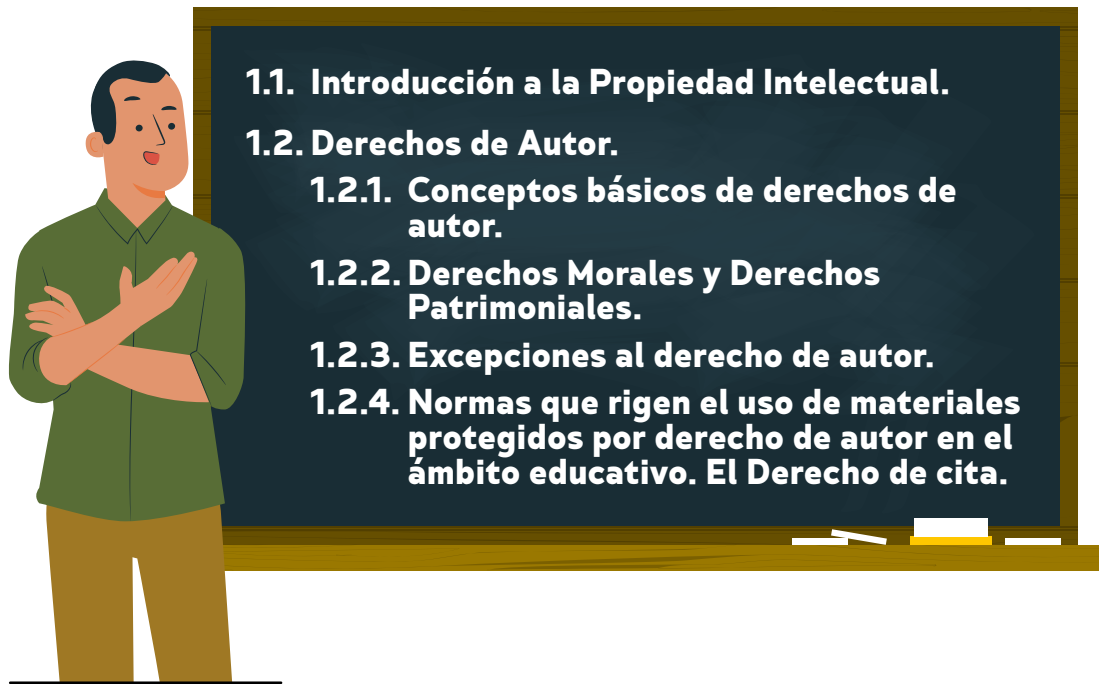 1.1. Introducción a la Propiedad Intelectual.
1.2. Derechos de Autor.
1.2.1. Conceptos básicos de derechos de
autor.
1.2.2. Derechos Morales y Derechos
Patrimoniales.
1.2.3. Excepciones al derecho de autor.
1.2.4. Normas que rigen el uso de materiales
protegidos por derecho de autor en el
ámbito educativo. El Derecho de cita.